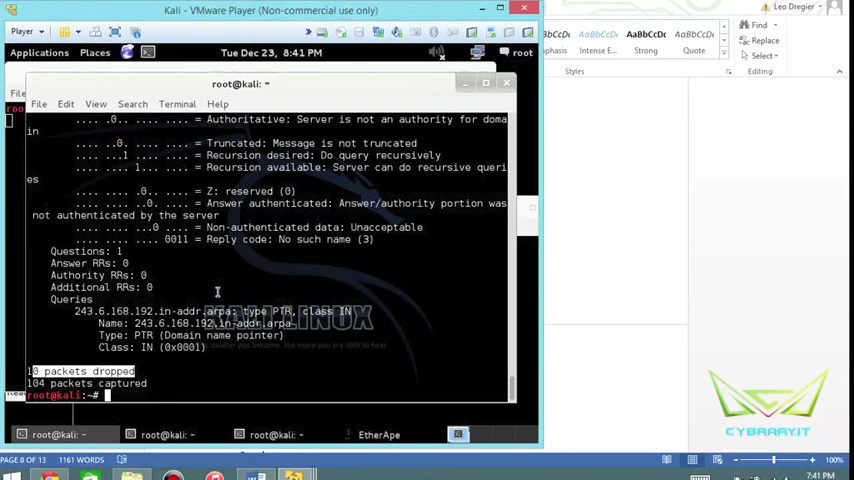 Kali - VMware Player (Non-commercial use only)
Leo Dregier
Player
Find
Replace
Select
Emphasis
Intense E...
Strong
Styles
Editing
Applications Places
Tue Dec 23, 8:41 PM
root
root@kali: ~
File Edit View Search Terminal Help
.... .0.. .... .... = Authoritative: Server is not an authority for doma
in
.... ..0. .... .... = Truncated: Message is not truncated
.... ...1 .... .... = Recursion desired: Do query recursively
.... .... 1... .... = Recursion available: Server can do recursive queri
es
.... .... .0.. .... = Z: reserved (0)
.... .... ..0. .... = Answer authenticated: Answer/authority portion was
not authenticated by the server
.... .... ...0 .... = Non-authenticated data: Unacceptable
.... .... .... 0011 = Reply code: No such name (3)
Questions: 1
Answer RRs: 0
Authority RRs: 0
Additional RRs: 0
Queries
243.6.168.192.in-addr.arpa: type PTR, class IN
Name: 243.6.168.192.in-addr.arpa
Type: PTR (Domain name pointer)
Class: IN (0x0001)
KALI LINUX
10 packets dropped
104 packets captured
root@kali:~#
root@kali: ~
root@kali: ~
root@kali: ~
EtherApe
CYBRARY.IT
PAGE 8 OF 13 1161 WORDS
100%
7:41 PM